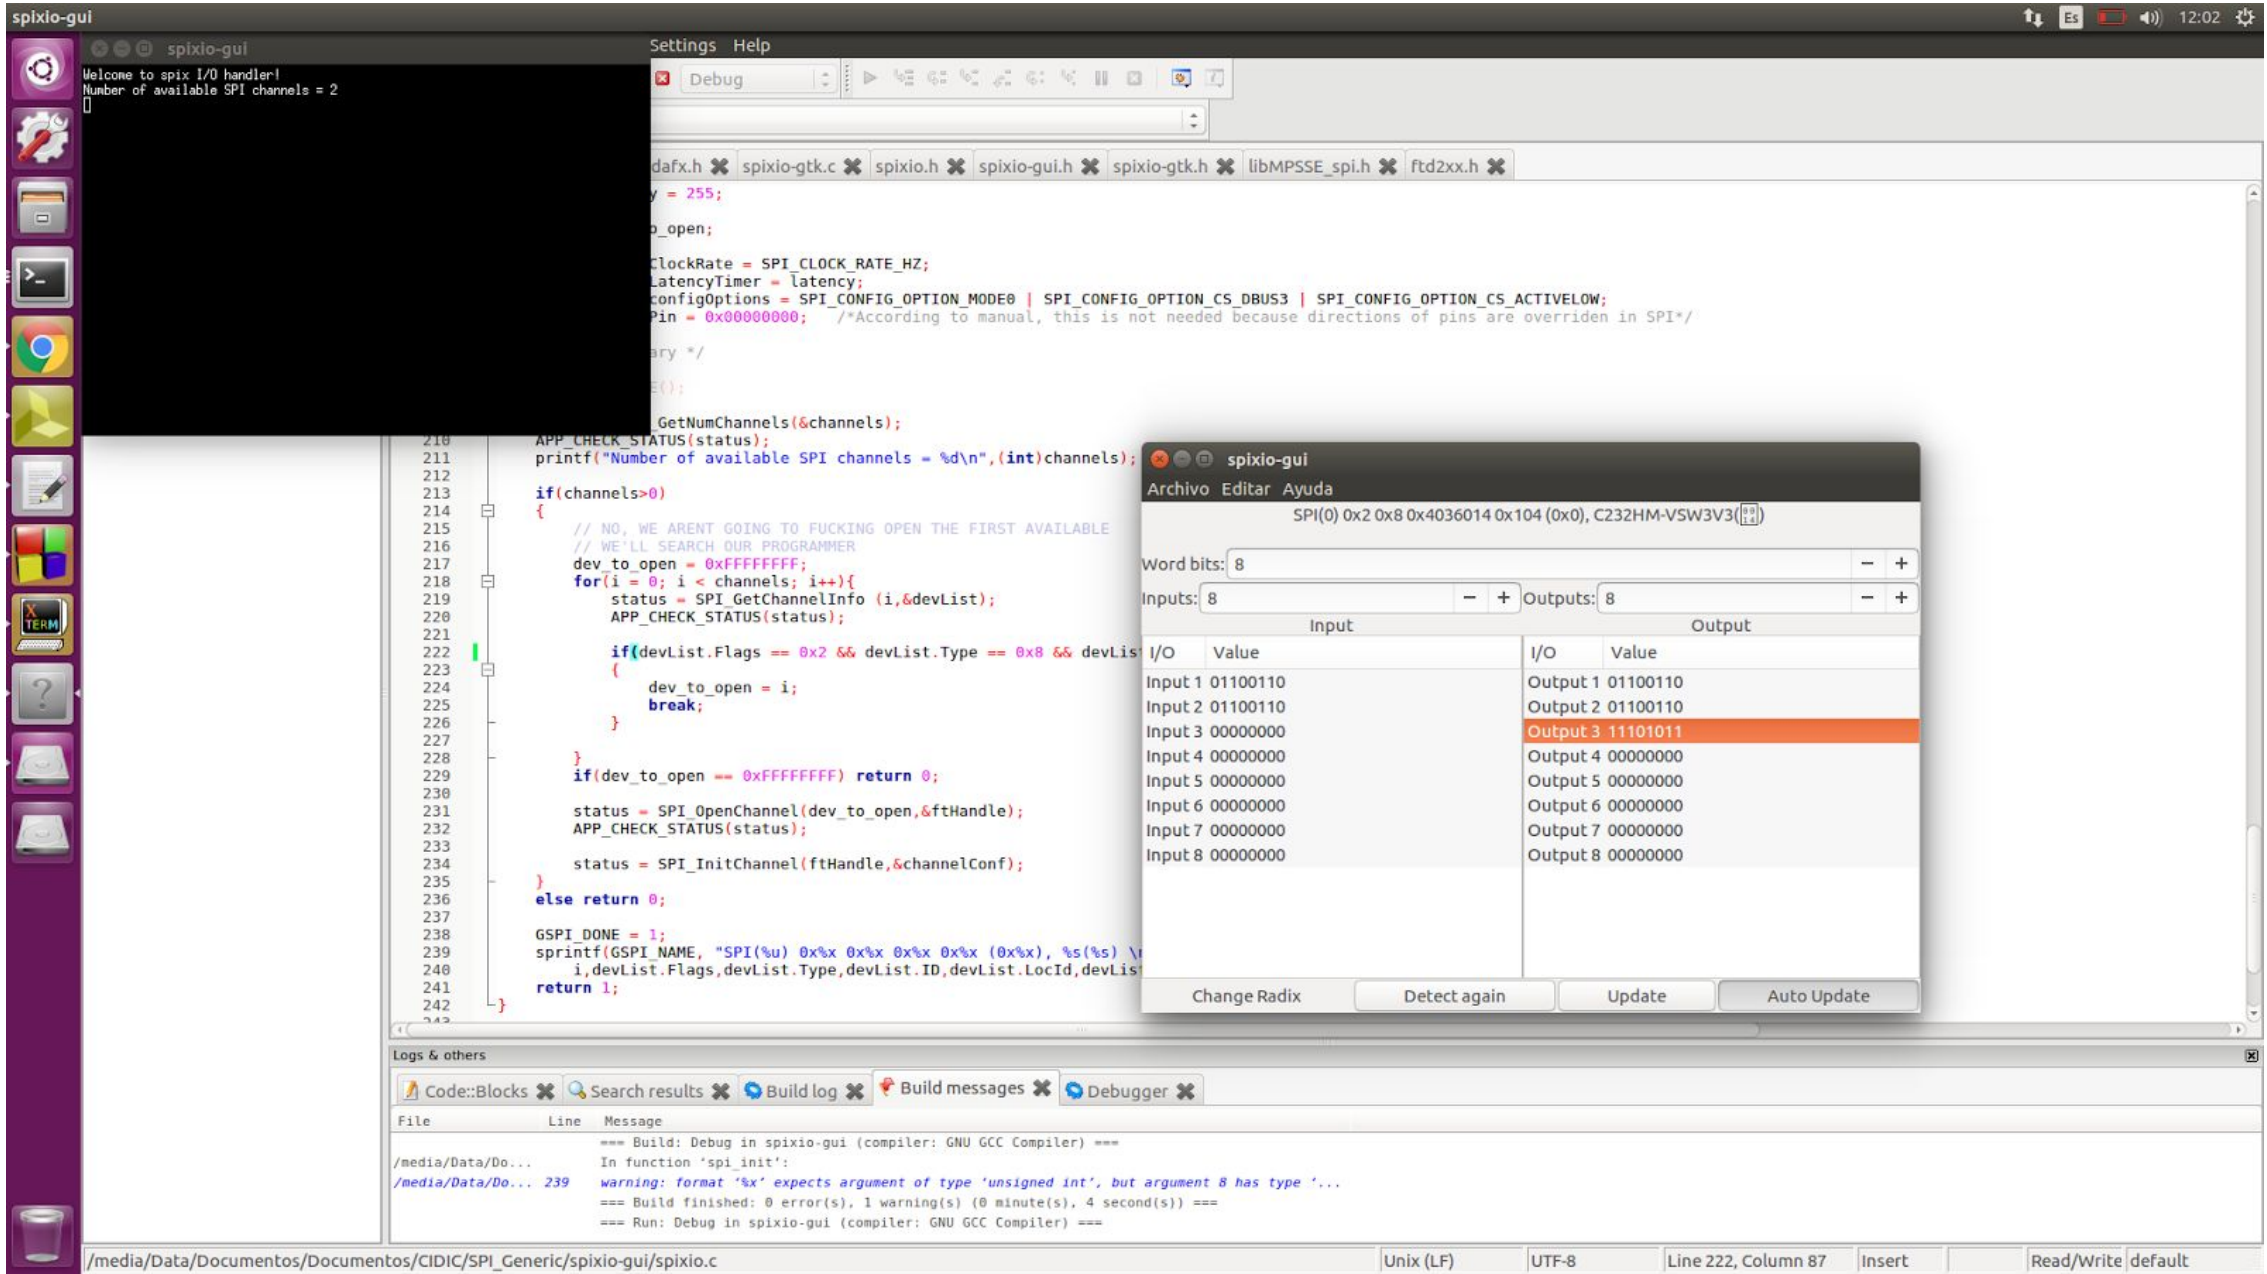 spixio-gui
Es
12:02
spixio-gui
Welcome to spix I/O handler!
Number of available SPI channels = 2
Settings Help
Debug
dafx.h spixio-gtk.c spixio.h spixio-gui.h spixio-gtk.h libMPSSE_spi.h ftd2xx.h
y = 255;
o_open;
ClockRate = SPI_CLOCK_RATE_HZ;
LatencyTimer = latency;
configOptions = SPI_CONFIG_OPTION_MODE0 | SPI_CONFIG_OPTION_CS_DBUS3 | SPI_CONFIG_OPTION_CS_ACTIVELOW;
Pin = 0x00000000; /*According to manual, this is not needed because directions of pins are overriden in SPI*/
ary */
E();
_GetNumChannels(&channels);
210 APP_CHECK_STATUS(status);
211 printf("Number of available SPI channels = %d\n",(int)channels);
212
213 if(channels>0)
214 {
215 // NO, WE ARENT GOING TO FUCKING OPEN THE FIRST AVAILABLE
216 // WE'LL SEARCH OUR PROGRAMMER
217 dev_to_open = 0xFFFFFFFF;
218 for(i = 0; i < channels; i++){
219 status = SPI_GetChannelInfo (i,&devList);
220 APP_CHECK_STATUS(status);
221
222 if(devList.Flags == 0x2 && devList.Type == 0x8 && devLis
223 {
224 dev_to_open = i;
225 break;
226 }
227
228 }
229 if(dev_to_open == 0xFFFFFFFF) return 0;
230
231 status = SPI_OpenChannel(dev_to_open,&ftHandle);
232 APP_CHECK_STATUS(status);
233
234 status = SPI_InitChannel(ftHandle,&channelConf);
235 }
236 else return 0;
237
238 GSPI_DONE = 1;
239 sprintf(GSPI_NAME, "SPI(%u) 0x%x 0x%x 0x%x 0x%x (0x%x), %s(%s) \
240 i,devList.Flags,devList.Type,devList.ID,devList.LocId,devLis
241 return 1;
242 }
spixio-gui
Archivo Editar Ayuda
SPI(0) 0x2 0x8 0x4036014 0x104 (0x0), C232HM-VSW3V3()
Word bits: 8 − +
Inputs: 8 − + Outputs: 8 − +
Input Output
I/O Value I/O Value
Input 1 01100110 Output 1 01100110
Input 2 01100110 Output 2 01100110
Input 3 00000000 Output 3 11101011
Input 4 00000000 Output 4 00000000
Input 5 00000000 Output 5 00000000
Input 6 00000000 Output 6 00000000
Input 7 00000000 Output 7 00000000
Input 8 00000000 Output 8 00000000
Change Radix Detect again Update Auto Update
X TERM
Logs & others
Code::Blocks Search results Build log Build messages Debugger
File Line Message
=== Build: Debug in spixio-gui (compiler: GNU GCC Compiler) ===
/media/Data/Do... In function ‘spi_init’:
/media/Data/Do... 239 warning: format ‘%x’ expects argument of type ‘unsigned int’, but argument 8 has type ‘...
=== Build finished: 0 error(s), 1 warning(s) (0 minute(s), 4 second(s)) ===
=== Run: Debug in spixio-gui (compiler: GNU GCC Compiler) ===
/media/Data/Documentos/Documentos/CIDIC/SPI_Generic/spixio-gui/spixio.c Unix (LF) UTF-8 Line 222, Column 87 Insert Read/Write default